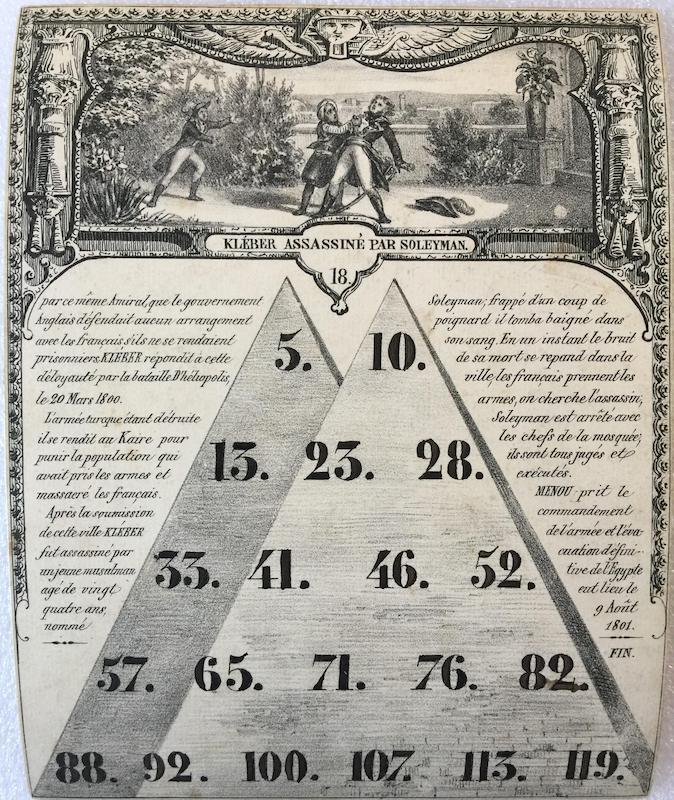 KLÉBER ASSASSINÉ PAR SOLEYMAN.
18.
par ce même Amiral, que le gouvernement
Anglais défendait aucun arrangement
avec les français s'ils ne se rendaient
prisonniers. KLÉBER répondit à cette
déloyauté par la bataille D'héliopolis,
le 20 Mars 1800.
L'armée turque étant détruite
il se rendit au Kaire pour
punir la population qui
avait pris les armes et
massacré les français.
Après la soumission
de cette ville KLÉBER
fut assassiné par
un jeune musulman
agé de vingt
quatre ans,
nommé
Soleyman; frappé d'un coup de
poignard il tomba baigné dans
son sang. En un instant le bruit
de sa mort se repand dans la
ville, les français prennent les
armes, on cherche l'assassin,
Soleyman est arrêté avec
les chefs de la mosquée;
ils sont tous jugés et
exécutés.
MENOU prit le
commandement
de l'armée et l'éva-
cuation défini-
tive de l'Egypte
eut lieu le
9 Août
1801.
FIN.
5. 10.
13. 23. 28.
33. 41. 46. 52.
57. 65. 71. 76. 82.
88. 92. 100. 107. 113. 119.